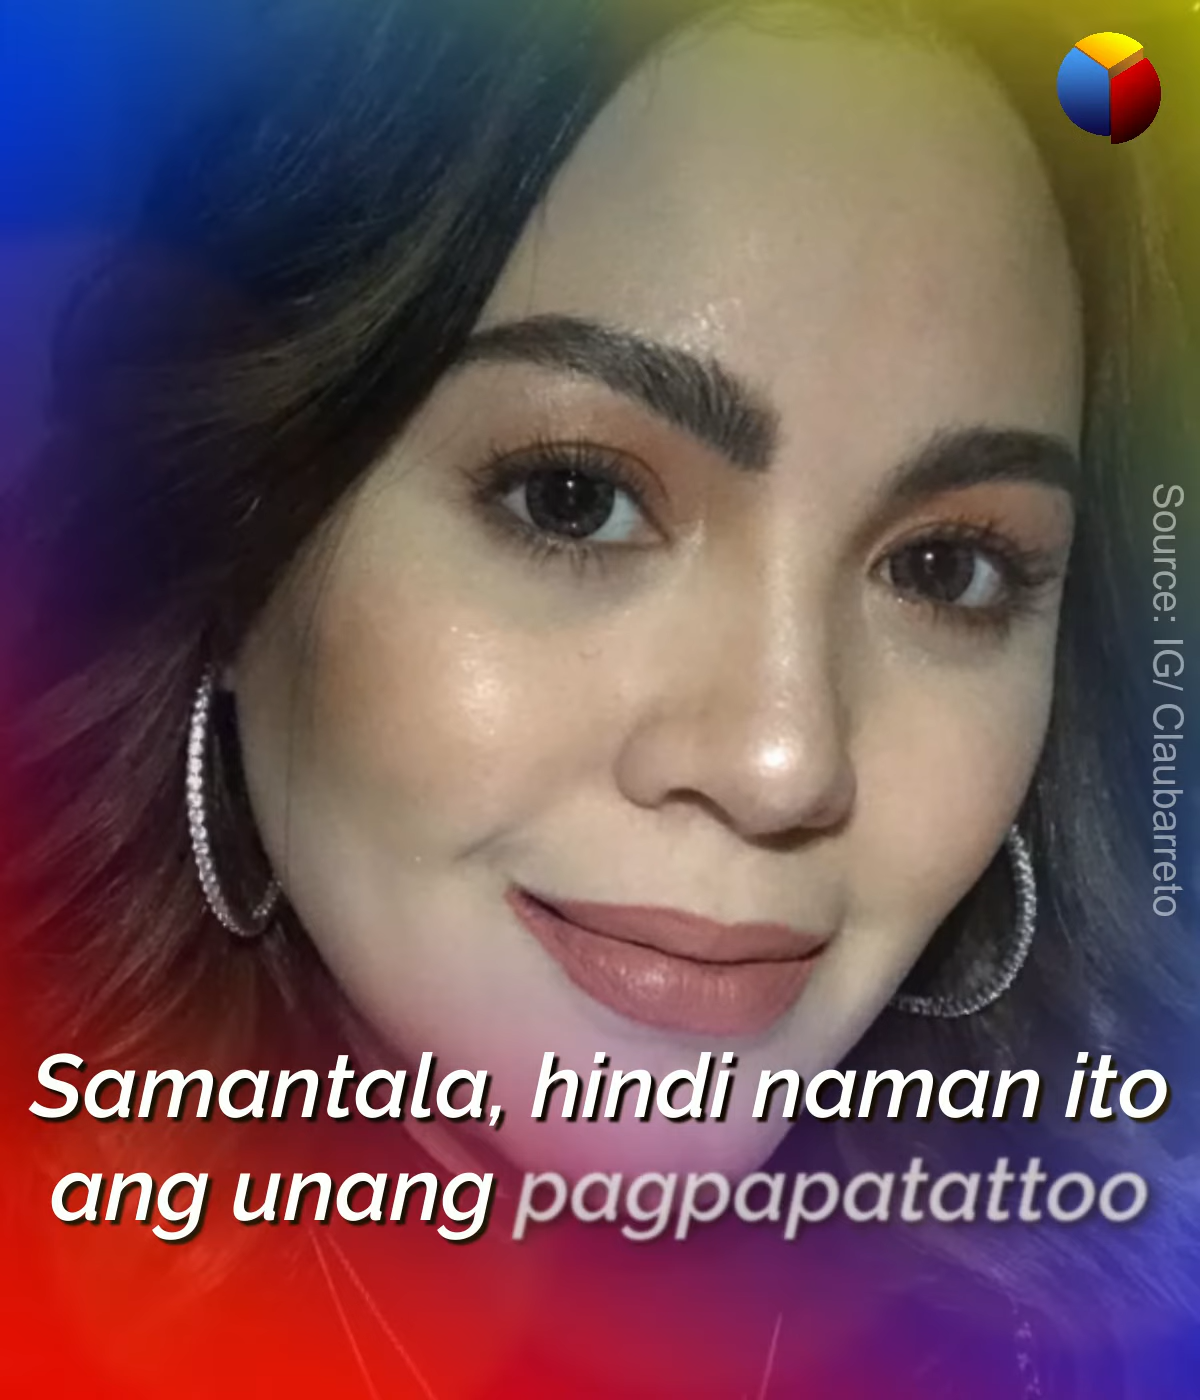 Source: IG/ Claubarreto
Samantala, hindi naman ito
ang unang pagpapatattoo